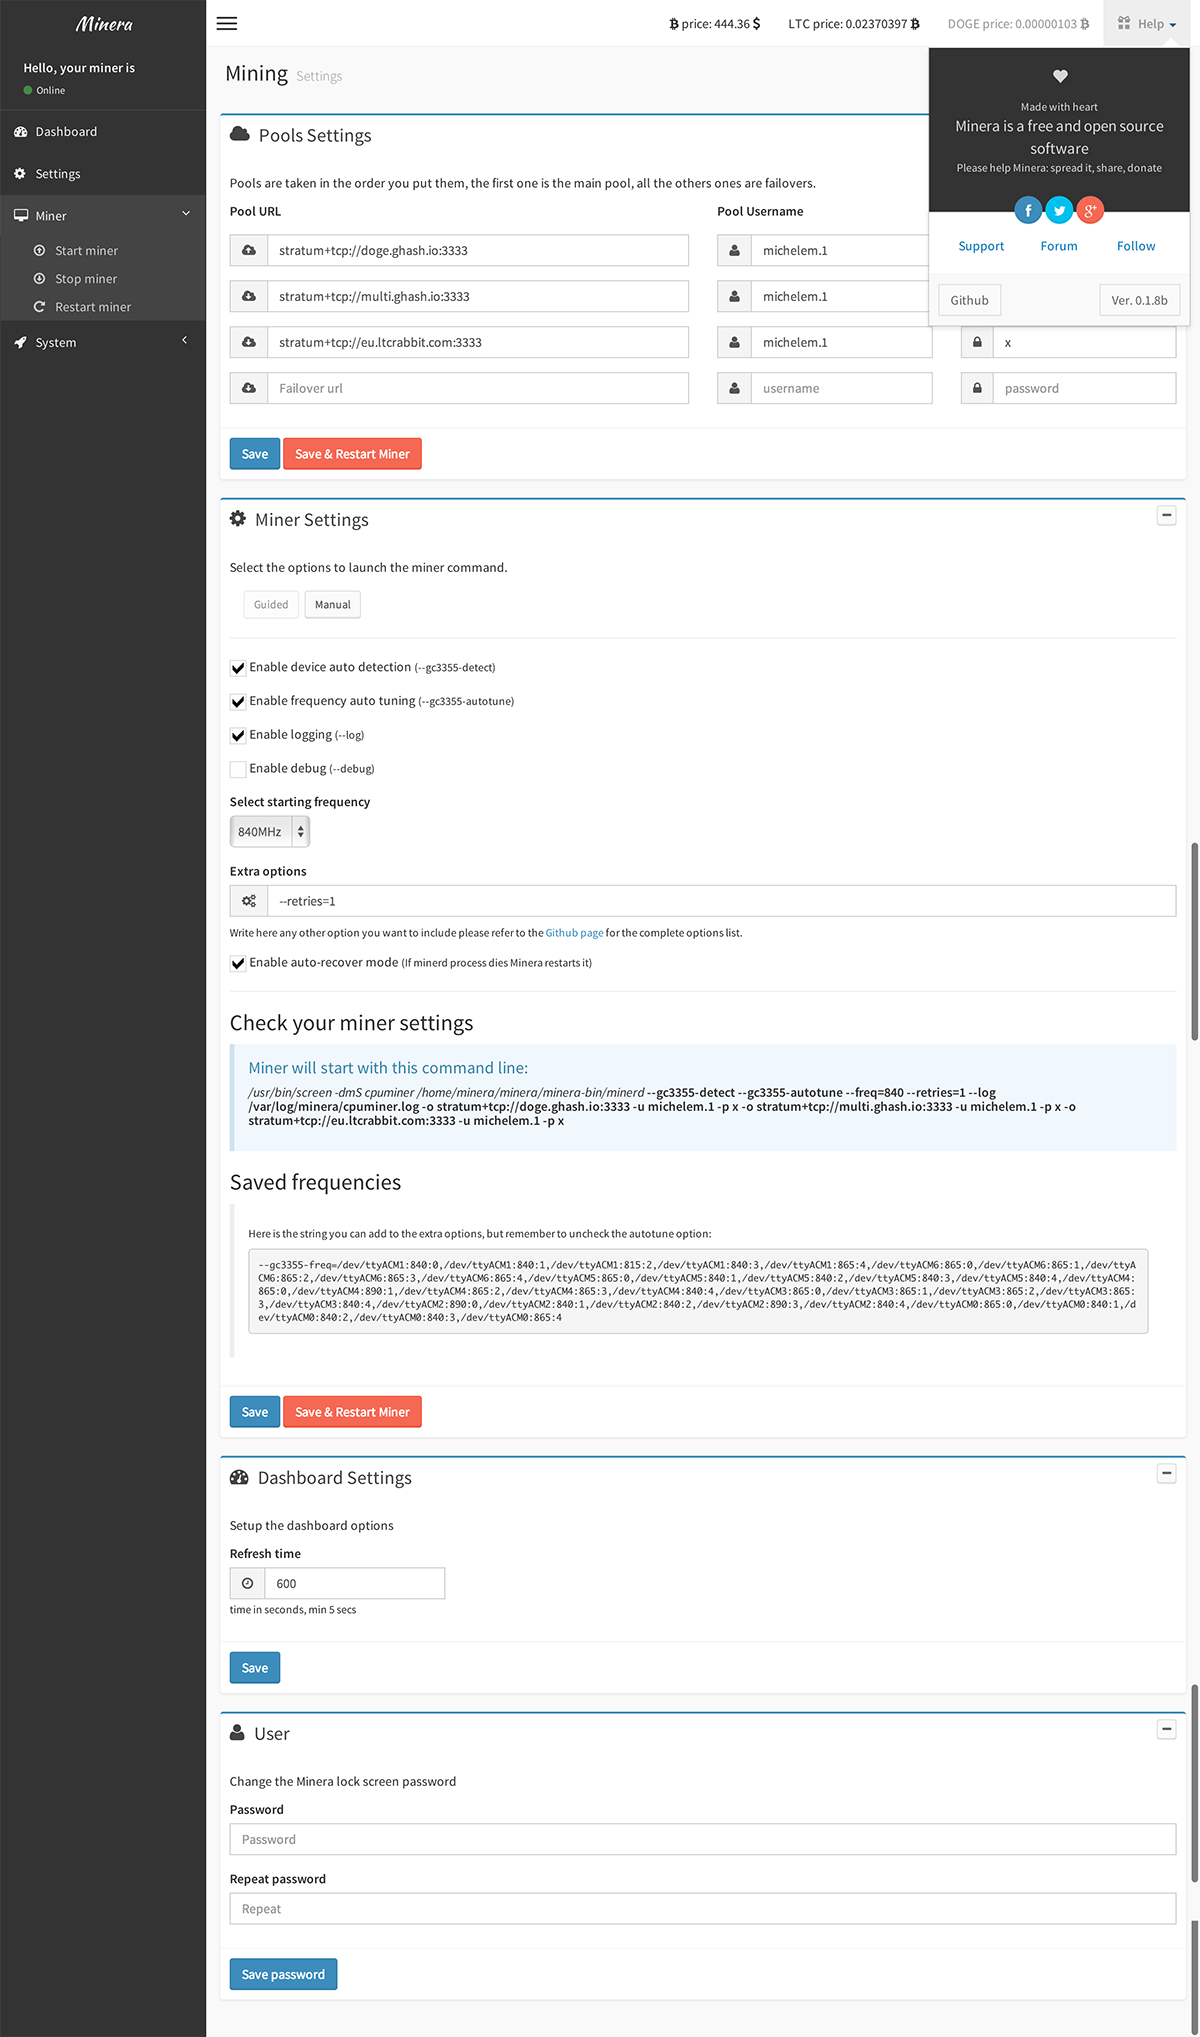 Minera
Hello, your miner is
Online
Dashboard
Settings
Miner
Start miner
Stop miner
Restart miner
System
price: 444.36 $
LTC price: 0.02370397
DOGE price: 0.00000103
Help
Made with heart
Minera is a free and open source
software
Please help Minera: spread it, share, donate
Support Forum Follow
Github Ver. 0.1.8b
Mining Settings
Pools Settings
Pools are taken in the order you put them, the first one is the main pool, all the others ones are failovers.
Pool URL Pool Username
stratum+tcp://doge.ghash.io:3333 michelem.1
stratum+tcp://multi.ghash.io:3333 michelem.1
stratum+tcp://eu.ltcrabbit.com:3333 michelem.1 x
Failover url username password
Save Save & Restart Miner
Miner Settings
Select the options to launch the miner command.
Guided Manual
Enable device auto detection (--gc3355-detect)
Enable frequency auto tuning (--gc3355-autotune)
Enable logging (--log)
Enable debug (--debug)
Select starting frequency
840MHz
Extra options
--retries=1
Write here any other option you want to include please refer to the Github page for the complete options list.
Enable auto-recover mode (If minerd process dies Minera restarts it)
Check your miner settings
Miner will start with this command line:
/usr/bin/screen -dmS cpuminer /home/minera/minera/minera-bin/minerd --gc3355-detect --gc3355-autotune --freq=840 --retries=1 --log
/var/log/minera/cpuminer.log -o stratum+tcp://doge.ghash.io:3333 -u michelem.1 -p x -o stratum+tcp://multi.ghash.io:3333 -u michelem.1 -p x -o
stratum+tcp://eu.ltcrabbit.com:3333 -u michelem.1 -p x
Saved frequencies
Here is the string you can add to the extra options, but remember to uncheck the autotune option:
--gc3355-freq=/dev/ttyACM1:840:0,/dev/ttyACM1:840:1,/dev/ttyACM1:815:2,/dev/ttyACM1:840:3,/dev/ttyACM1:865:4,/dev/ttyACM6:865:0,/dev/ttyACM6:865:1,/dev/ttyA
CM6:865:2,/dev/ttyACM6:865:3,/dev/ttyACM6:865:4,/dev/ttyACM5:865:0,/dev/ttyACM5:840:1,/dev/ttyACM5:840:2,/dev/ttyACM5:840:3,/dev/ttyACM5:840:4,/dev/ttyACM4:
865:0,/dev/ttyACM4:890:1,/dev/ttyACM4:865:2,/dev/ttyACM4:865:3,/dev/ttyACM4:840:4,/dev/ttyACM3:865:0,/dev/ttyACM3:865:1,/dev/ttyACM3:865:2,/dev/ttyACM3:865:
3,/dev/ttyACM3:840:4,/dev/ttyACM2:890:0,/dev/ttyACM2:840:1,/dev/ttyACM2:840:2,/dev/ttyACM2:890:3,/dev/ttyACM2:840:4,/dev/ttyACM0:865:0,/dev/ttyACM0:840:1,/d
ev/ttyACM0:840:2,/dev/ttyACM0:840:3,/dev/ttyACM0:865:4
Save Save & Restart Miner
Dashboard Settings
Setup the dashboard options
Refresh time
600
time in seconds, min 5 secs
Save
User
Change the Minera lock screen password
Password
Password
Repeat password
Repeat
Save password